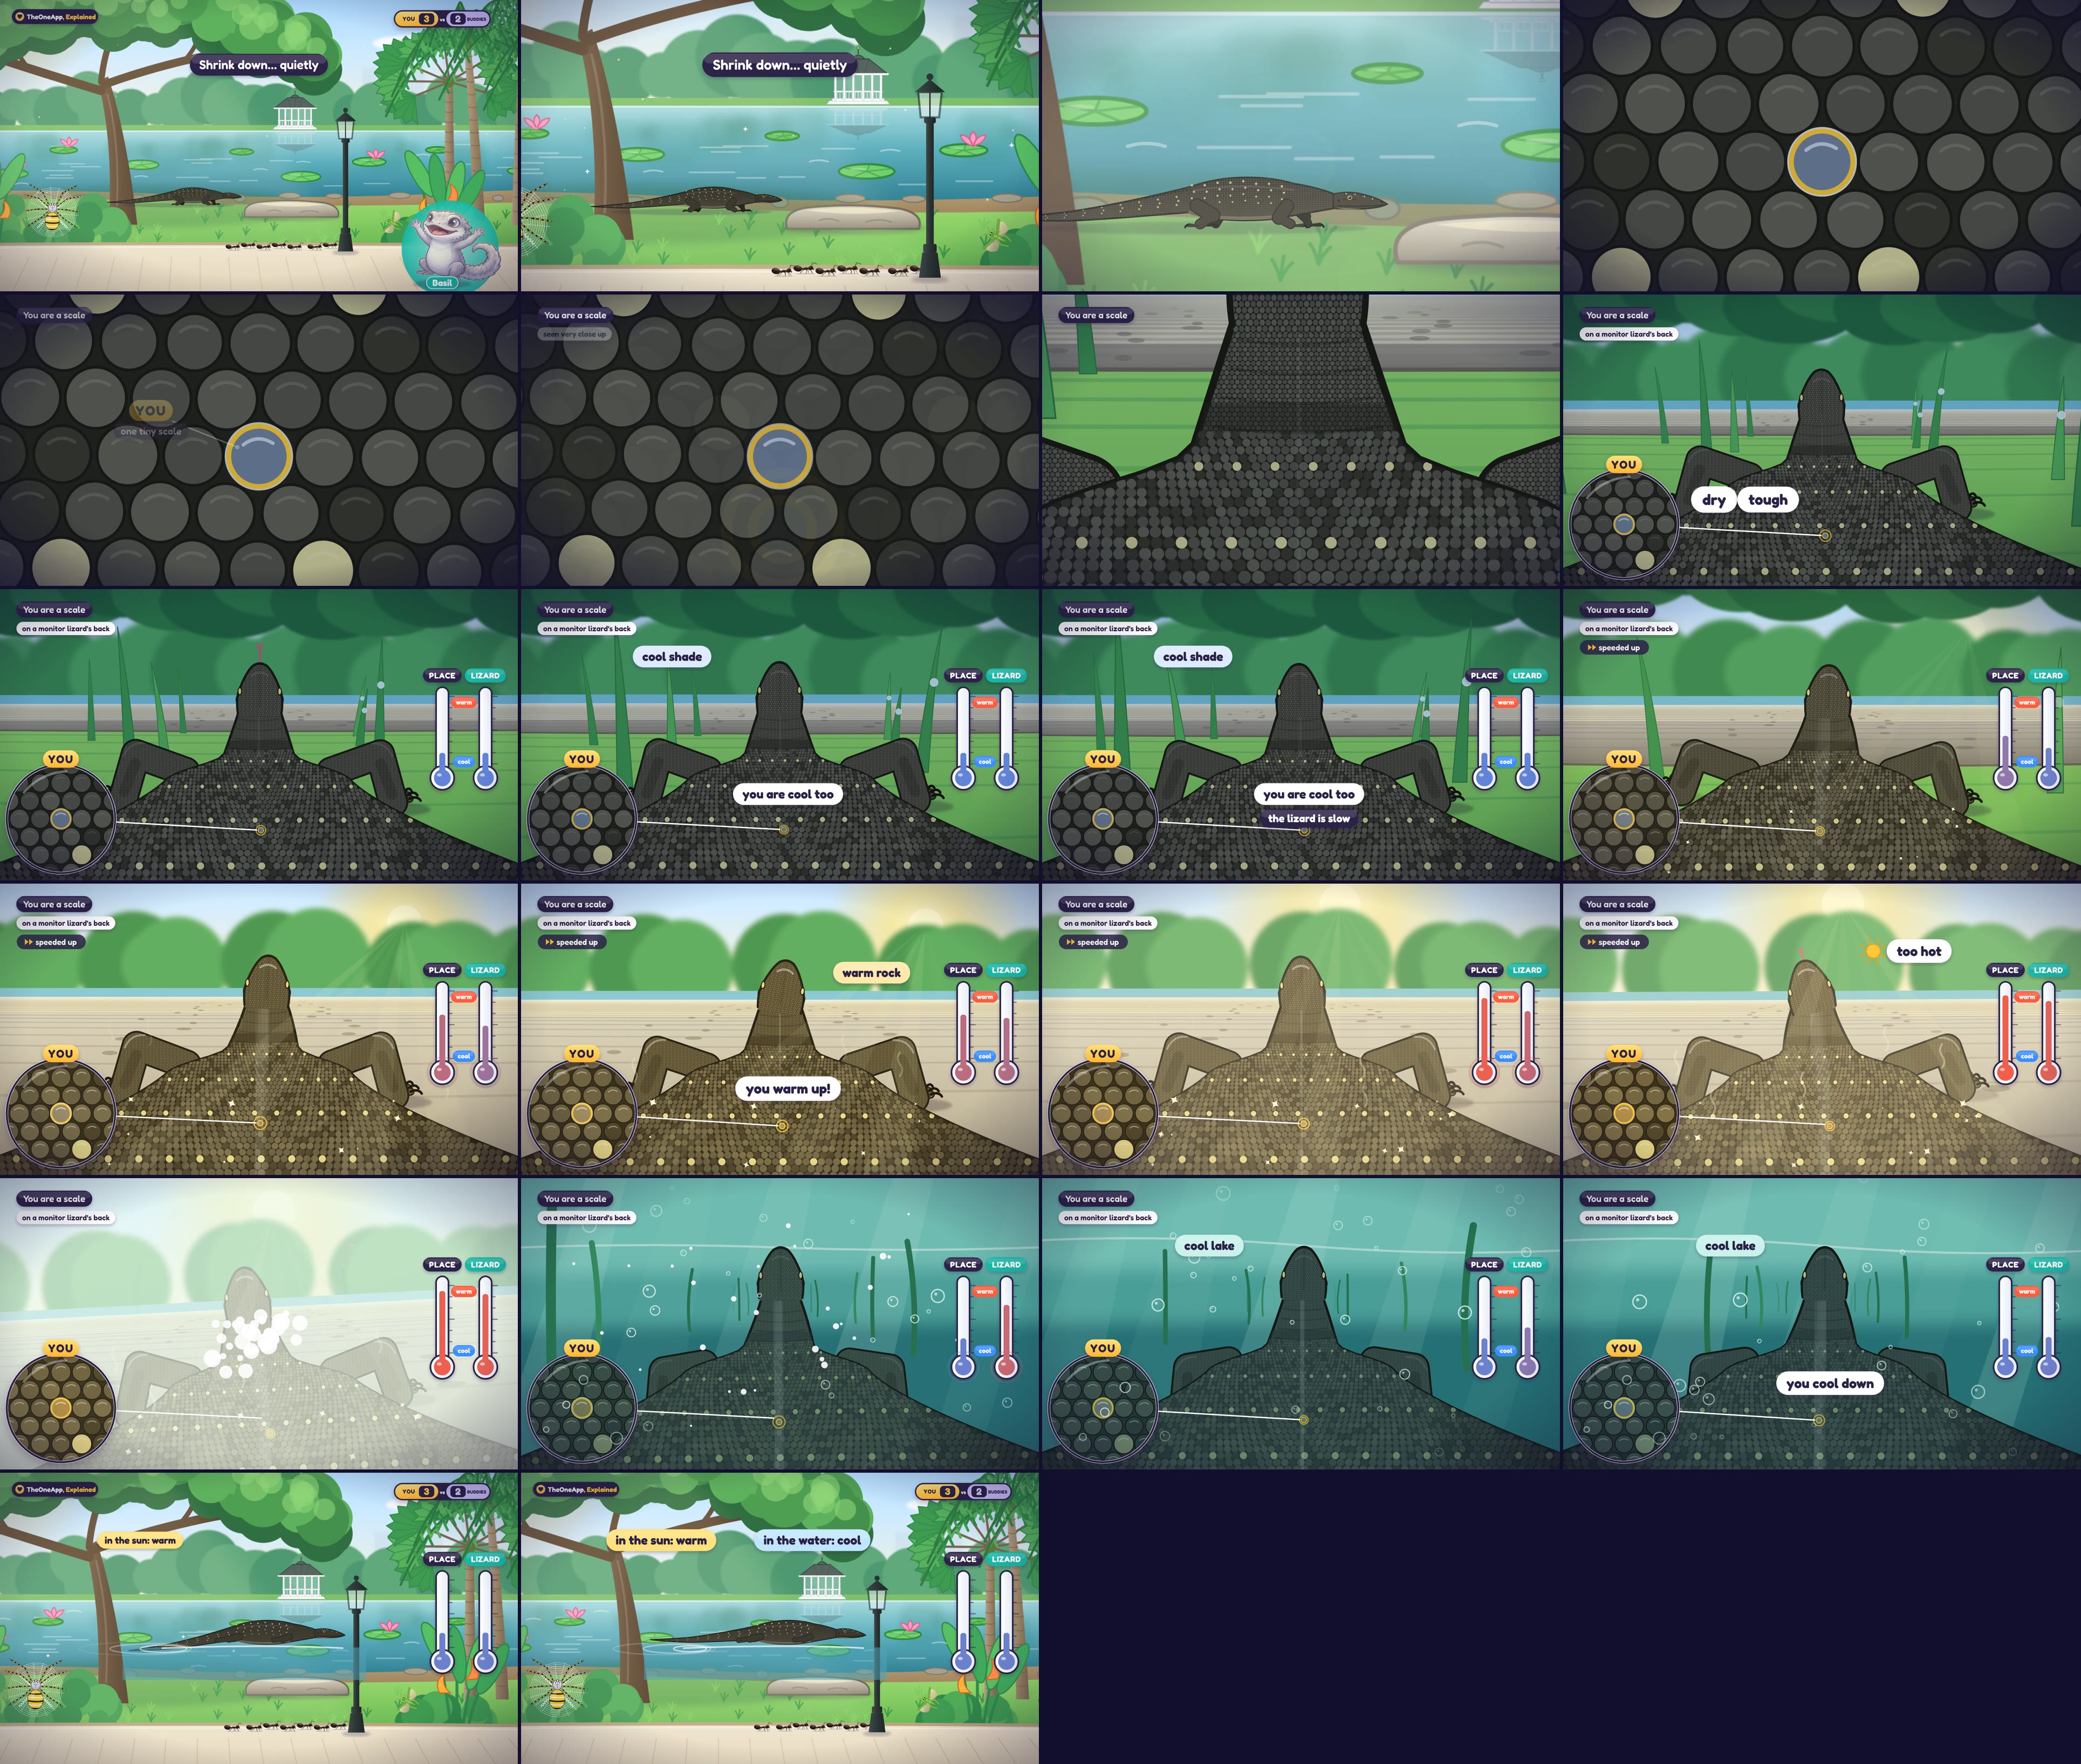 TheOneApp, Explained
YOU 3 vs 2 BUDDIES
Shrink down... quietly
Basil
Shrink down... quietly
You are a scale
YOU
one tiny scale
You are a scale
seen very close up
You are a scale
You are a scale
on a monitor lizard's back
YOU
dry
tough
You are a scale
on a monitor lizard's back
PLACE LIZARD
warm
cool
YOU
You are a scale
on a monitor lizard's back
cool shade
PLACE LIZARD
warm
cool
YOU
you are cool too
You are a scale
on a monitor lizard's back
cool shade
PLACE LIZARD
warm
cool
YOU
you are cool too
the lizard is slow
You are a scale
on a monitor lizard's back
speeded up
PLACE LIZARD
warm
cool
YOU
You are a scale
on a monitor lizard's back
speeded up
PLACE LIZARD
warm
cool
YOU
You are a scale
on a monitor lizard's back
speeded up
warm rock
PLACE LIZARD
warm
cool
YOU
you warm up!
You are a scale
on a monitor lizard's back
speeded up
PLACE LIZARD
warm
cool
YOU
You are a scale
on a monitor lizard's back
speeded up
too hot
PLACE LIZARD
warm
cool
YOU
You are a scale
on a monitor lizard's back
PLACE LIZARD
warm
cool
YOU
You are a scale
on a monitor lizard's back
PLACE LIZARD
warm
cool
YOU
You are a scale
on a monitor lizard's back
cool lake
PLACE LIZARD
warm
cool
YOU
You are a scale
on a monitor lizard's back
cool lake
PLACE LIZARD
warm
cool
YOU
you cool down
TheOneApp, Explained
YOU 3 vs 2 BUDDIES
in the sun: warm
PLACE LIZARD
TheOneApp, Explained
YOU 3 vs 2 BUDDIES
in the sun: warm
in the water: cool
PLACE LIZARD